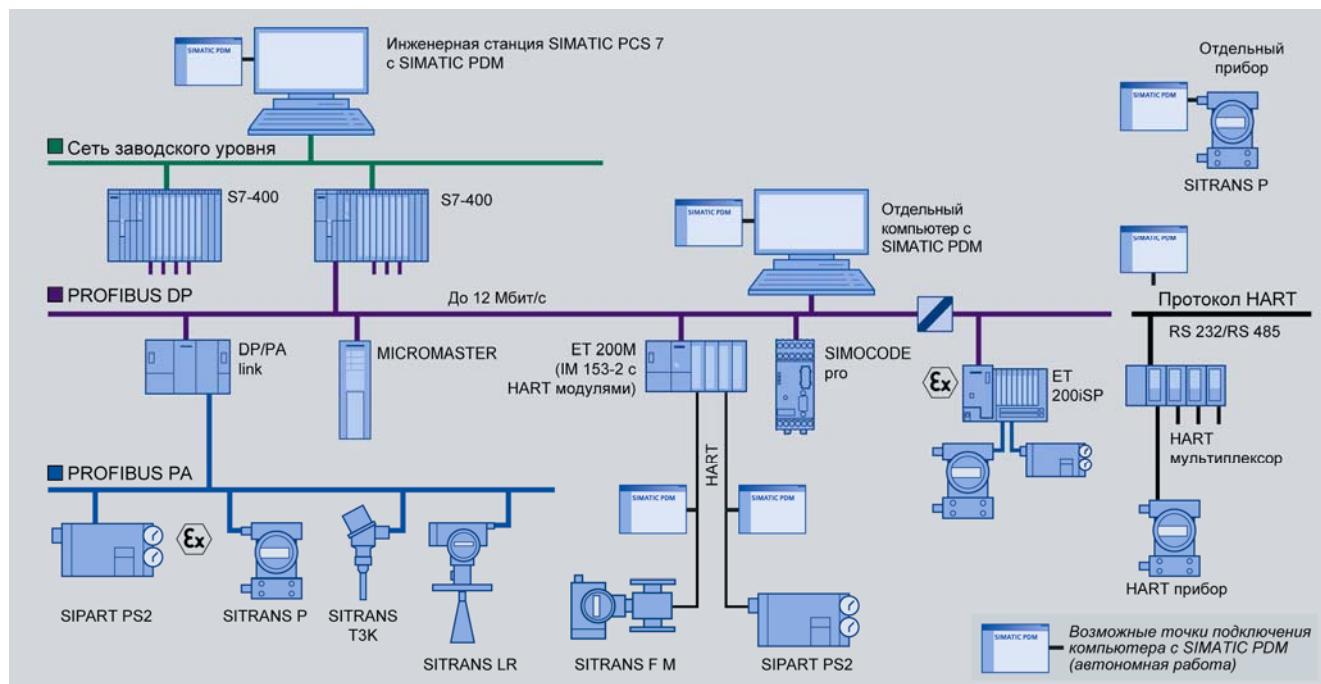 SIMATIC PDM
Инженерная станция SIMATIC PCS 7
с SIMATIC PDM
Отдельный
прибор
SIMATIC PDM
SITRANS P
Сеть заводского уровня
S7-400
S7-400
SIMATIC PDM
Отдельный
компьютер с
SIMATIC PDM
SIMATIC PDM
PROFIBUS DP
До 12 Мбит/с
Протокол HART
RS 232/RS 485
DP/PA
link
MICROMASTER
ET 200M
(IM 153-2 с
HART модулями)
SIMOCODE
pro
Ex
ET
200iSP
HART
мультиплексор
HART
PROFIBUS PA
SIMATIC PDM
SIMATIC PDM
Ex
SIPART PS2
SITRANS P
SITRANS
T3K
SITRANS LR
SITRANS F M
SIPART PS2
HART прибор
SIMATIC PDM
Возможные точки подключения
компьютера с SIMATIC PDM
(автономная работа)